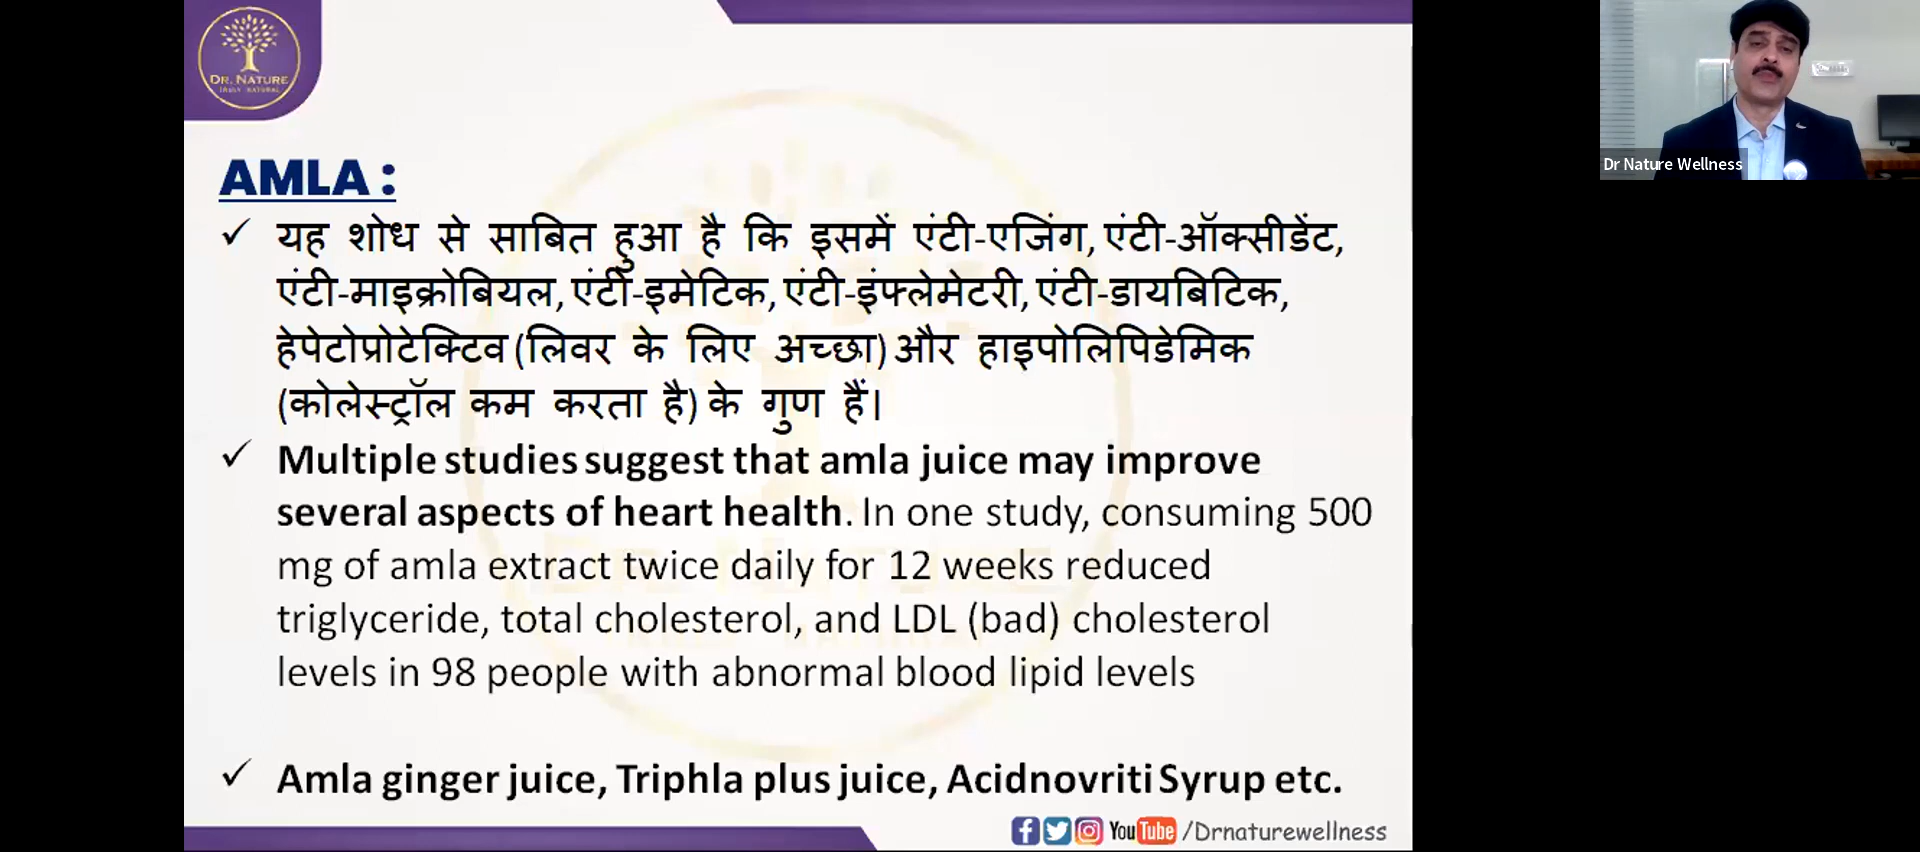 DR. NATURE
TRULY NATURAL
Dr Nature Wellness
AMLA :
✓ यह शोध से साबित हुआ है कि इसमें एंटी-एजिंग, एंटी-ऑक्सीडेंट,
एंटी-माइक्रोबियल, एंटी-इमेटिक, एंटी-इंफ्लेमेटरी, एंटी-डायबिटिक,
हेपेटोप्रोटेक्टिव (लिवर के लिए अच्छा) और हाइपोलिपिडेमिक
(कोलेस्ट्रॉल कम करता है) के गुण हैं।
✓ Multiple studies suggest that amla juice may improve
several aspects of heart health. In one study, consuming 500
mg of amla extract twice daily for 12 weeks reduced
triglyceride, total cholesterol, and LDL (bad) cholesterol
levels in 98 people with abnormal blood lipid levels
✓ Amla ginger juice, Triphla plus juice, Acidnovriti Syrup etc.
YouTube /Drnaturewellness